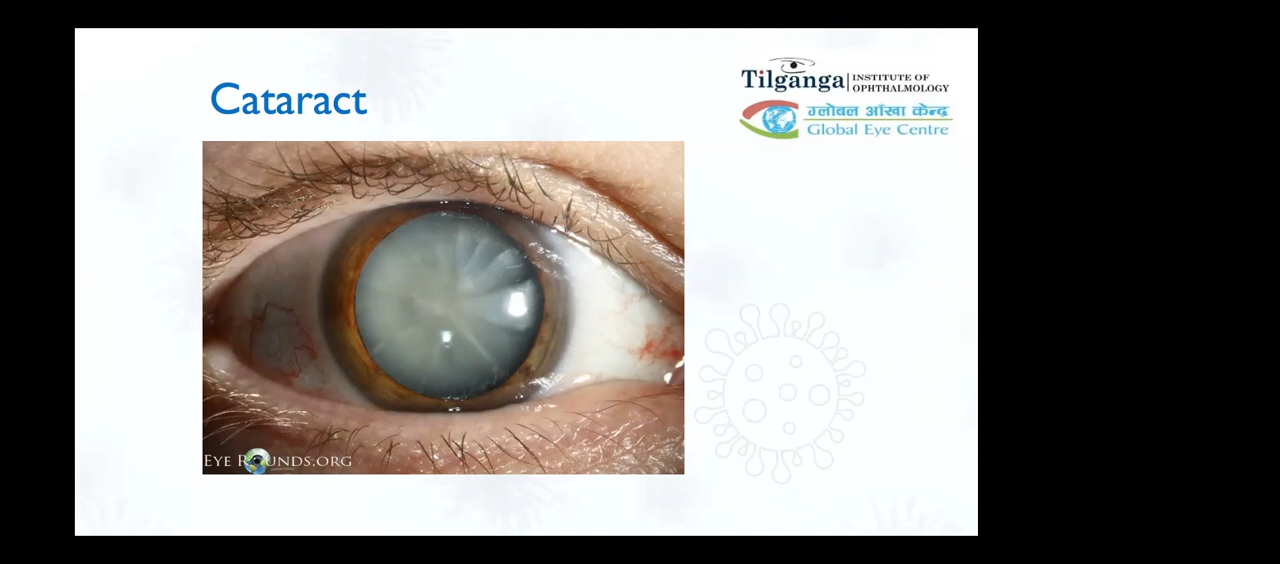 Cataract
Tilganga INSTITUTE OF
OPHTHALMOLOGY
ग्लोबल आँखा केन्द्र
Global Eye Centre
EYE ROUNDS.ORG